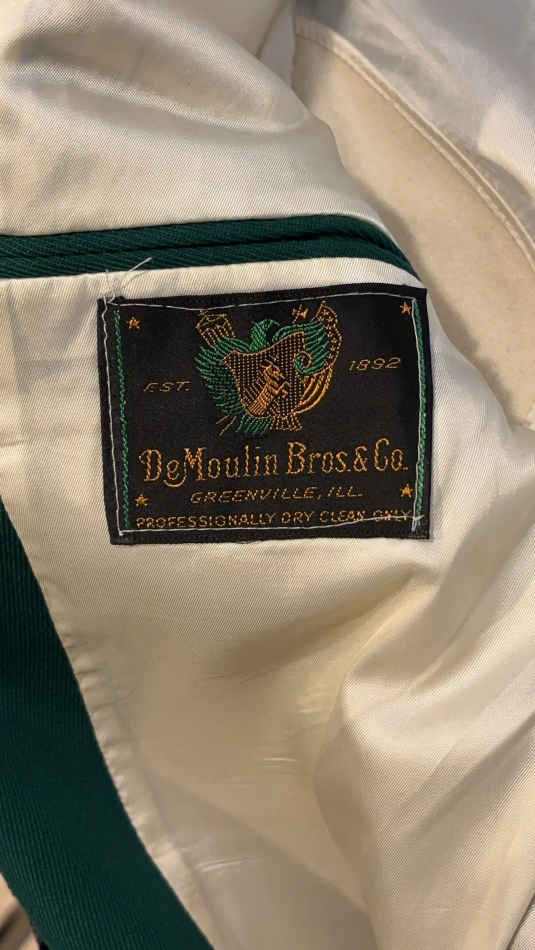 EST. 1892
DeMoulin Bros. & Co.
GREENVILLE, ILL.
PROFESSIONALLY DRY CLEAN ONLY